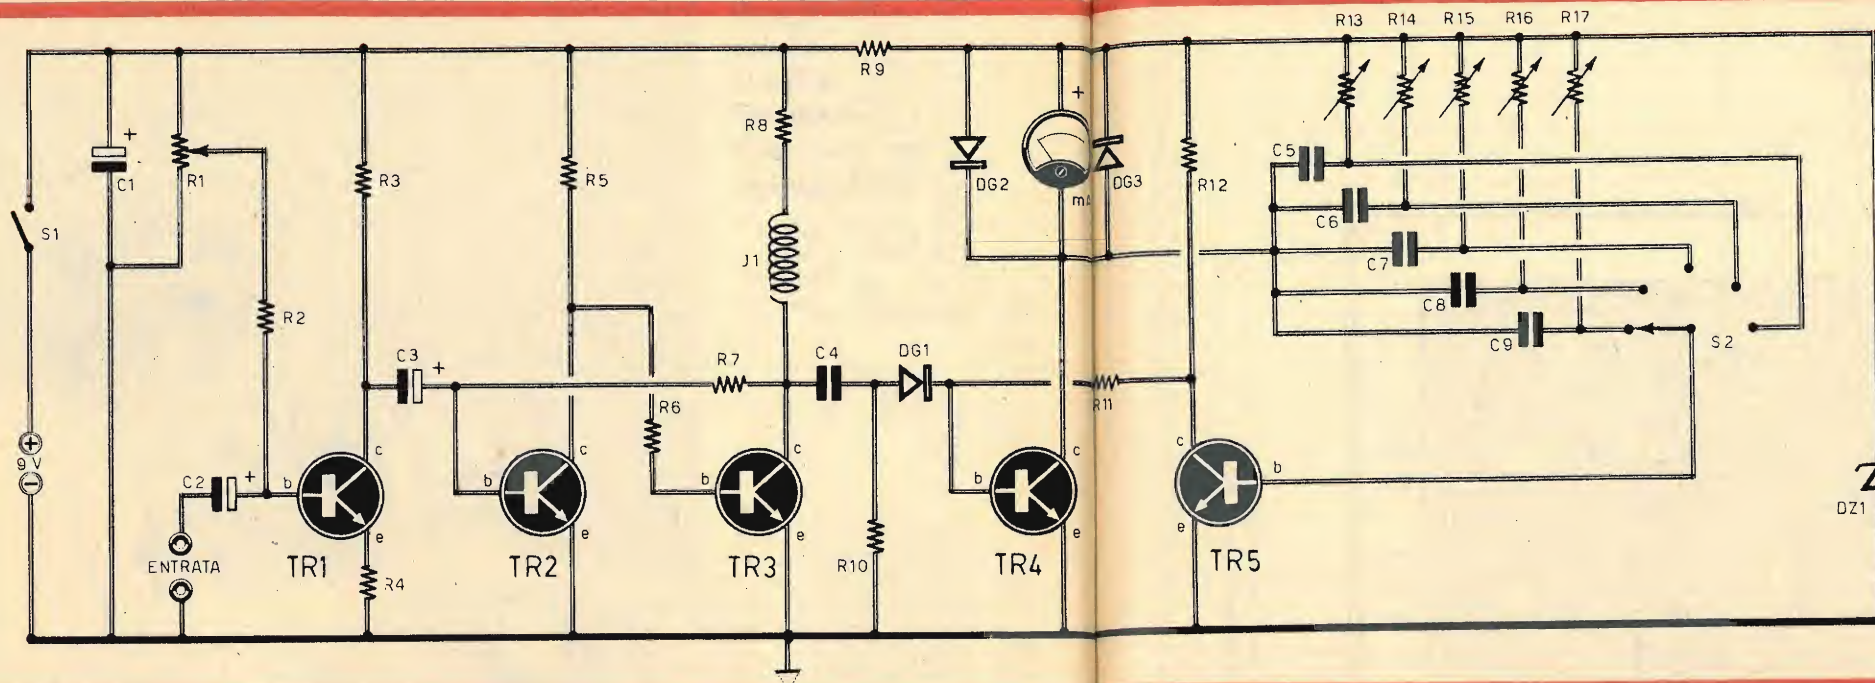 R13 R14 R15 R16 R17
R9
+
R8
C5
+
C1
R1
R3
R5
DG2
DG3
R12
mA
C6
S1
J1
C7
R2
C8
C9
S2
C3
+
R7
C4
DG1
R6
R11
+
9 V
−
C2
+
b
c
e
b
c
e
b
c
e
b
c
e
c
b
e
DZ1
ENTRATA
TR1
R4
TR2
TR3
R10
TR4
TR5